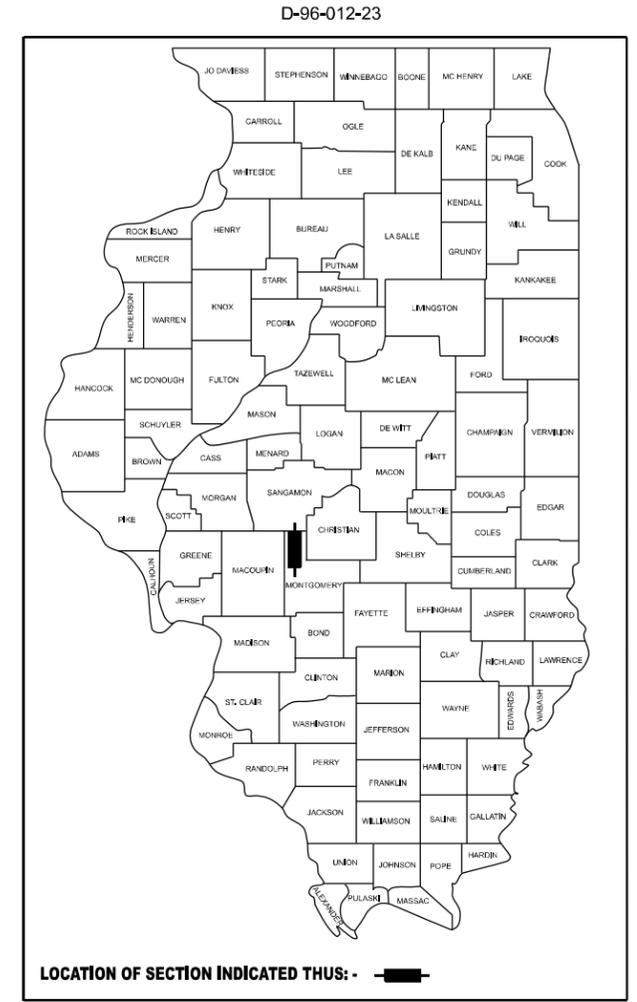 D-96-012-23
JO DAVIESS
STEPHENSON
WINNEBAGO
BOONE
MC HENRY
LAKE
CARROLL
OGLE
DE KALB
KANE
DU PAGE
COOK
WHITESIDE
LEE
KENDALL
ROCK ISLAND
HENRY
BUREAU
LA SALLE
WILL
MERCER
PUTNAM
GRUNDY
STARK
MARSHALL
KANKAKEE
HENDERSON
WARREN
KNOX
PEORIA
WOODFORD
LIVINGSTON
IROQUOIS
HANCOCK
MC DONOUGH
FULTON
TAZEWELL
MC LEAN
FORD
SCHUYLER
MASON
LOGAN
DE WITT
CHAMPAIGN
VERMILION
ADAMS
BROWN
CASS
MENARD
PIATT
MACON
PIKE
SCOTT
MORGAN
SANGAMON
CHRISTIAN
MOULTRIE
DOUGLAS
EDGAR
COLES
CALHOUN
GREENE
MACOUPIN
MONTGOMERY
SHELBY
CUMBERLAND
CLARK
JERSEY
FAYETTE
EFFINGHAM
JASPER
CRAWFORD
MADISON
BOND
CLAY
RICHLAND
LAWRENCE
CLINTON
MARION
ST. CLAIR
WAYNE
EDWARDS
WABASH
MONROE
WASHINGTON
JEFFERSON
RANDOLPH
PERRY
HAMILTON
WHITE
FRANKLIN
JACKSON
WILLIAMSON
SALINE
GALLATIN
UNION
JOHNSON
POPE
HARDIN
ALEXANDER
PULASKI
MASSAC
LOCATION OF SECTION INDICATED THUS: -